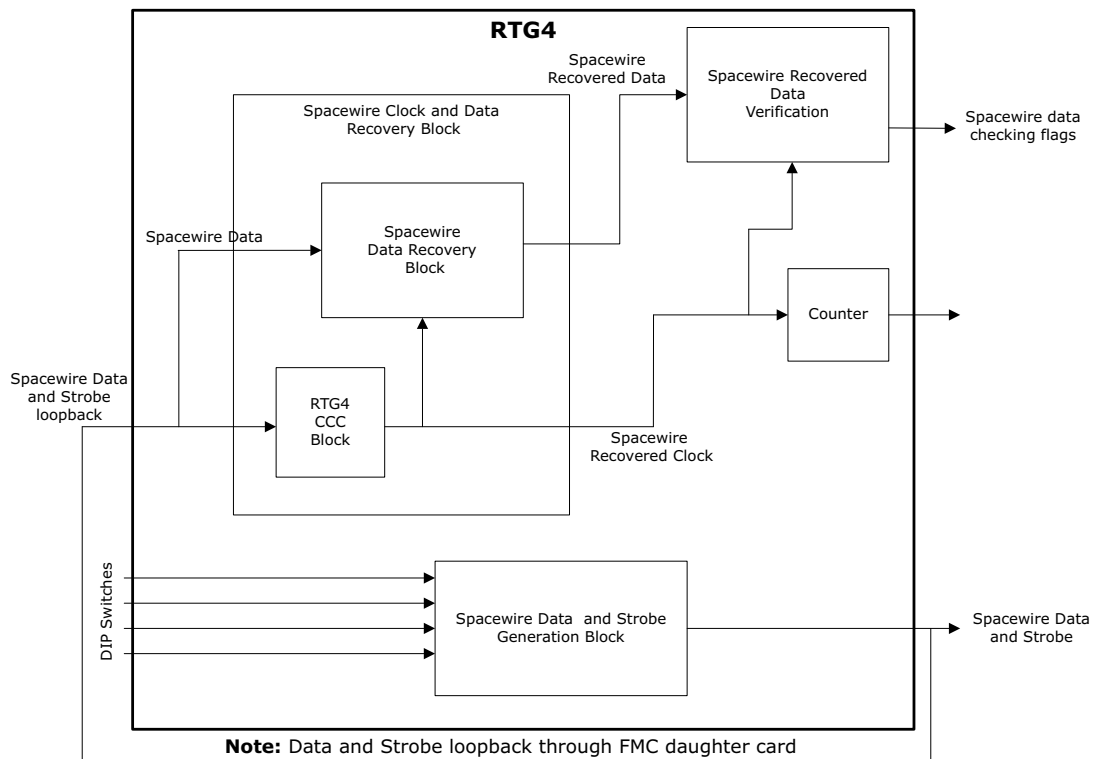 RTG4
Spacewire
Recovered Data
Spacewire Recovered
Data
Verification
Spacewire data
checking flags
Spacewire Clock and Data
Recovery Block
Spacewire Data
Spacewire
Data Recovery
Block
Counter
Spacewire Data
and Strobe
loopback
RTG4
CCC
Block
Spacewire
Recovered Clock
DIP Switches
Spacewire Data and Strobe
Generation Block
Spacewire Data
and Strobe
Note: Data and Strobe loopback through FMC daughter card